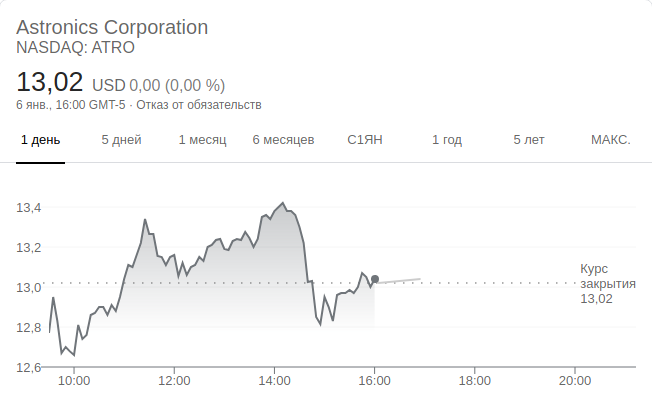 Astronics Corporation
NASDAQ: ATRO
13,02 USD 0,00 (0,00 %)
6 янв., 16:00 GMT-5 · Отказ от обязательств
1 день 5 дней 1 месяц 6 месяцев С1ЯН 1 год 5 лет МАКС.
13,4
13,2
13,0
12,8
12,6
Курс
закрытия
13,02
10:00 12:00 14:00 16:00 18:00 20:00